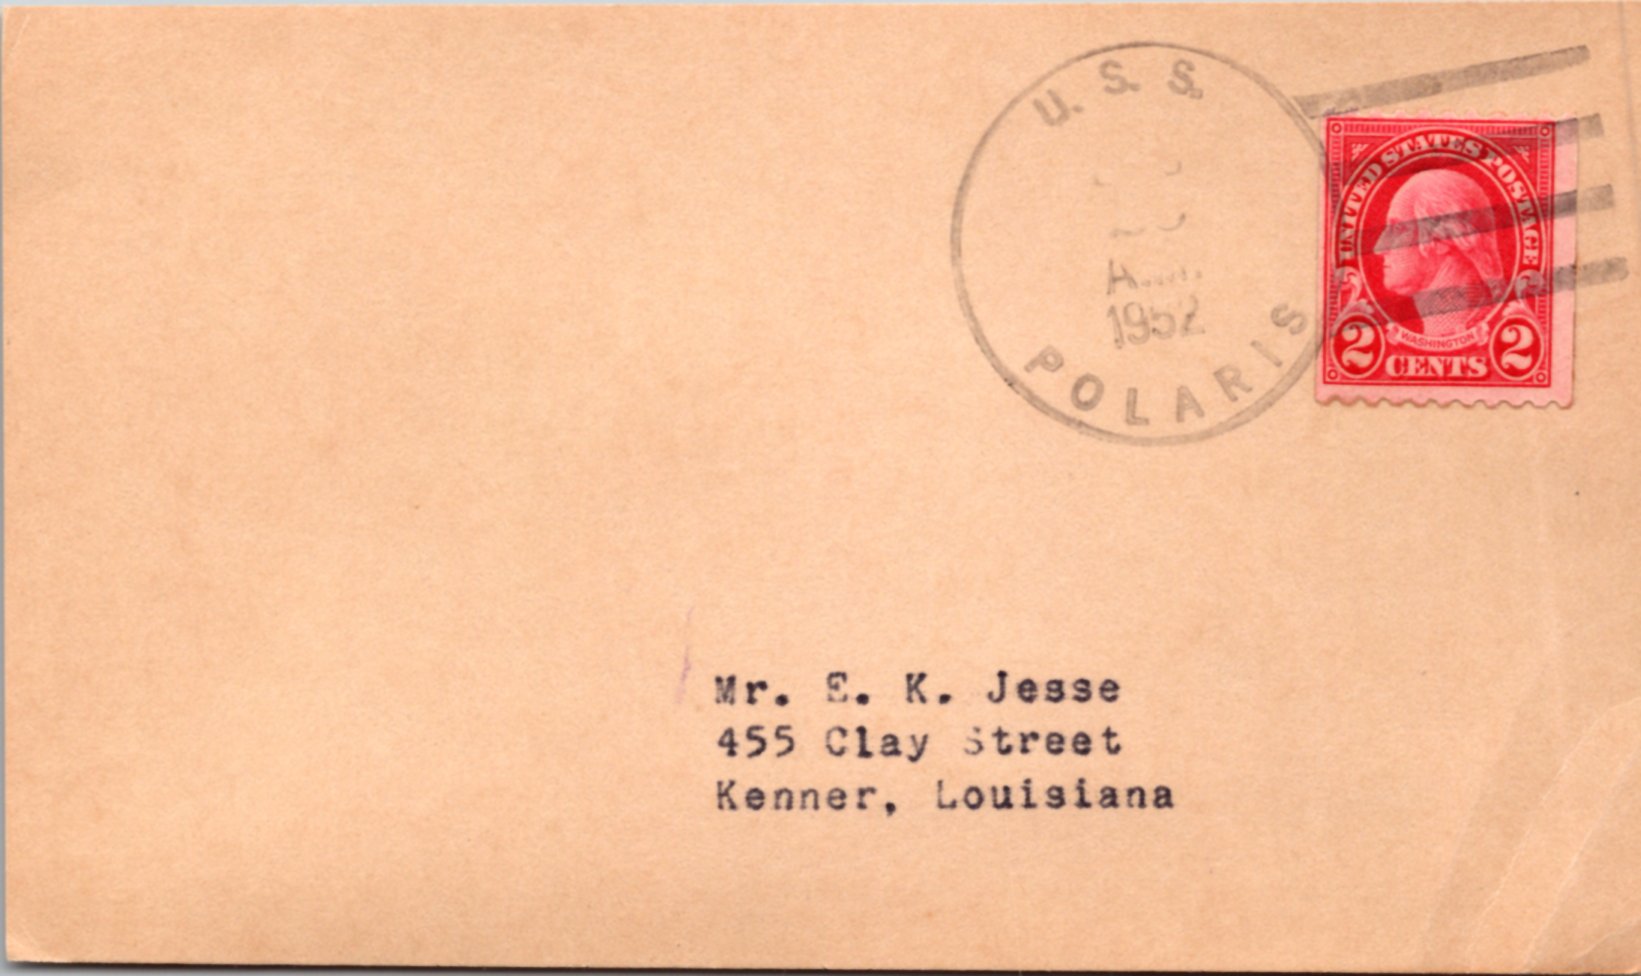 U. S. S.
A.M.
1952
POLARIS
UNITED STATES POSTAGE
WASHINGTON
2 CENTS 2
Mr. E. K. Jesse
455 Clay Street
Kenner, Louisiana